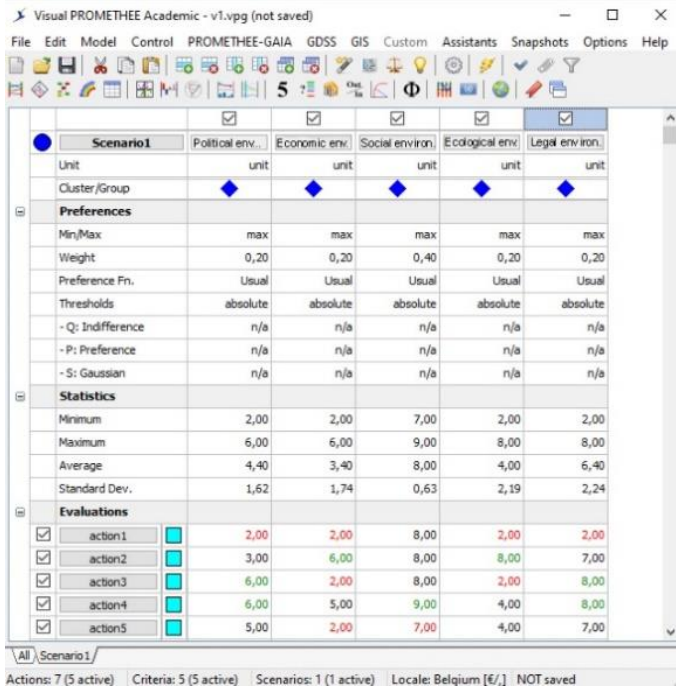 Visual PROMETHEE Academic - v1.vpg (not saved)
File Edit Model Control PROMETHEE-GAIA GDSS GIS Custom Assistants Snapshots Options Help
Scenario1 Political env... Economic env. Social environ. Ecological env. Legal environ.
Unit unit unit unit unit unit
Cluster/Group
Preferences
Min/Max max max max max max
Weight 0,20 0,20 0,40 0,20 0,20
Preference Fn. Usual Usual Usual Usual Usual
Thresholds absolute absolute absolute absolute absolute
- Q: Indifference n/a n/a n/a n/a n/a
- P: Preference n/a n/a n/a n/a n/a
- S: Gaussian n/a n/a n/a n/a n/a
Statistics
Minimum 2,00 2,00 7,00 2,00 2,00
Maximum 6,00 6,00 9,00 8,00 8,00
Average 4,40 3,40 8,00 4,00 6,40
Standard Dev. 1,62 1,74 0,63 2,19 2,24
Evaluations
action1 2,00 2,00 8,00 2,00 2,00
action2 3,00 6,00 8,00 8,00 7,00
action3 6,00 2,00 8,00 2,00 8,00
action4 6,00 5,00 9,00 4,00 8,00
action5 5,00 2,00 7,00 4,00 7,00
All Scenario1
Actions: 7 (5 active) Criteria: 5 (5 active) Scenarios: 1 (1 active) Locale: Belgium [€/,] NOT saved